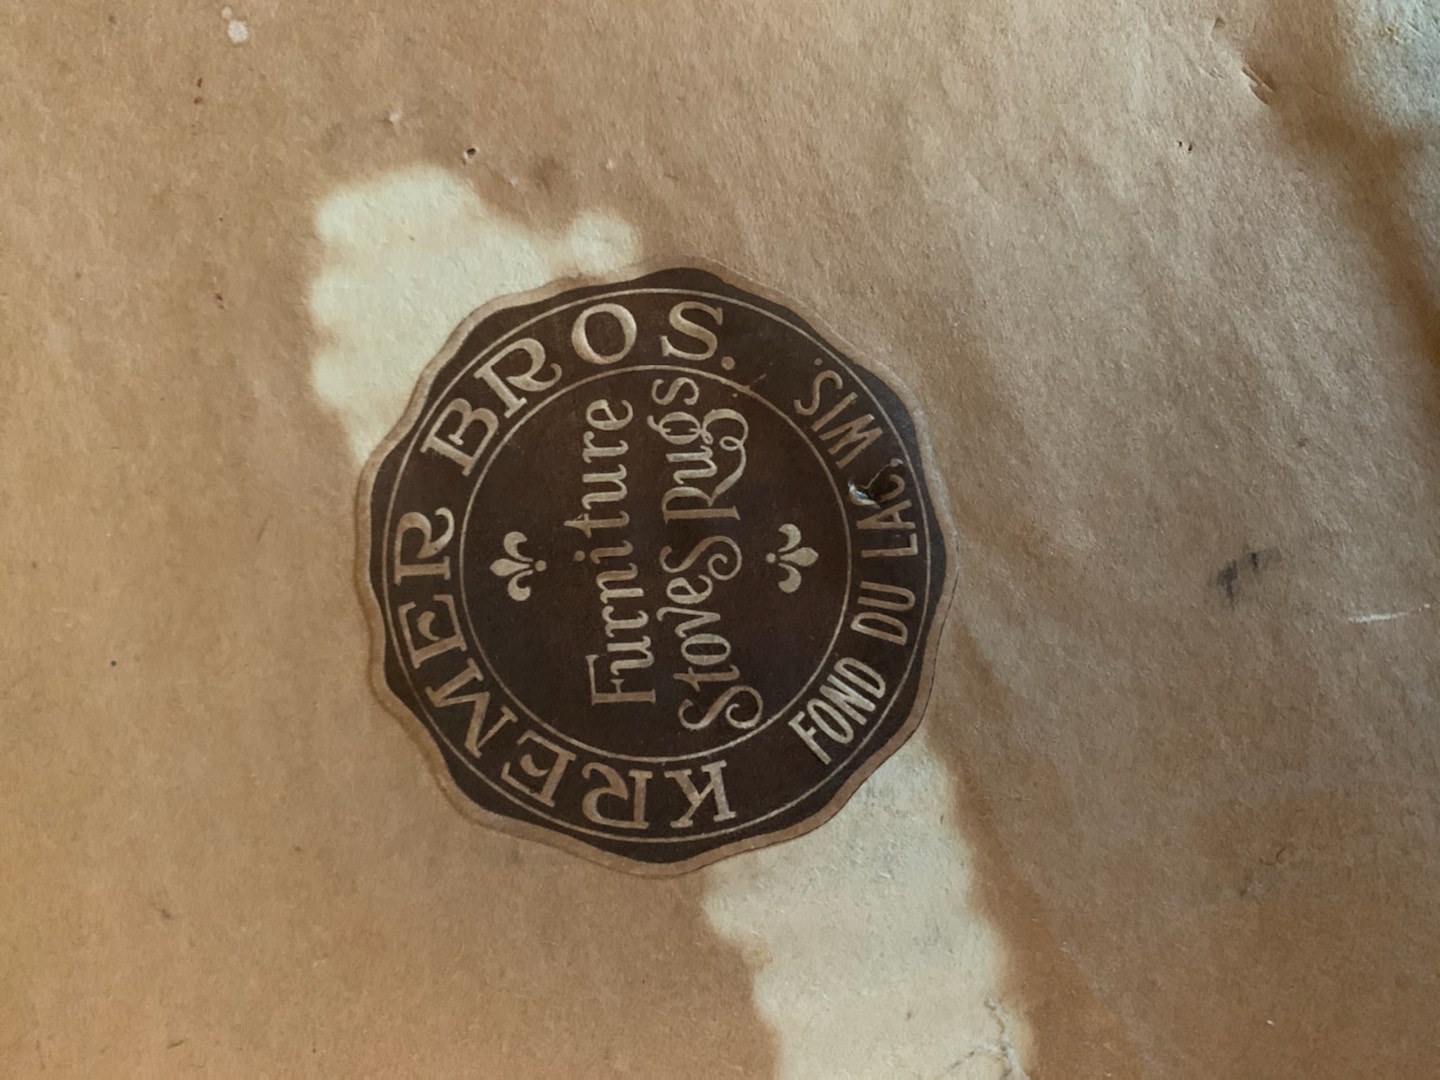 KREMER BROS.
Furniture
Stoves Rugs
FOND DU LAC, WIS.